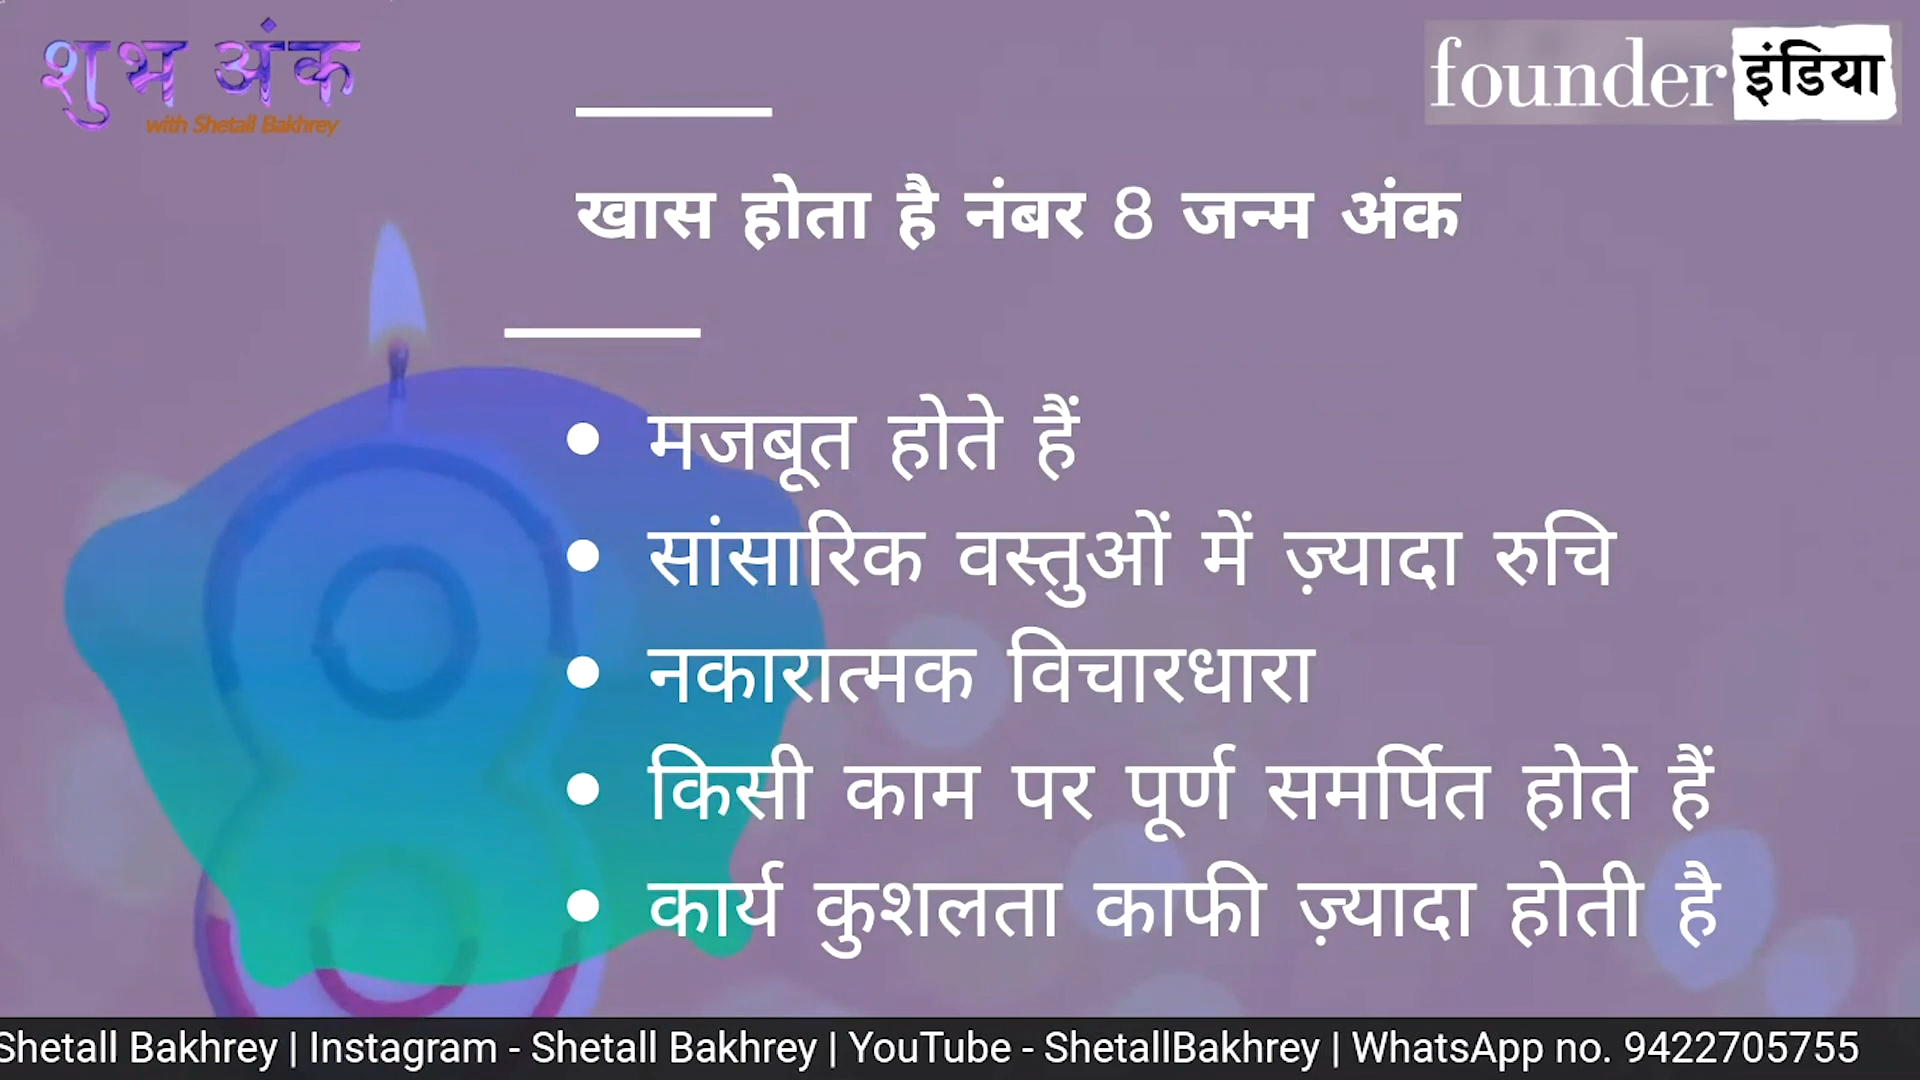 शुभ अंक
with Shetall Bakhrey
founder इंडिया
खास होता है नंबर 8 जन्म अंक
• मजबूत होते हैं
• सांसारिक वस्तुओं में ज़्यादा रुचि
• नकारात्मक विचारधारा
• किसी काम पर पूर्ण समर्पित होते हैं
• कार्य कुशलता काफी ज़्यादा होती है
Shetall Bakhrey | Instagram - Shetall Bakhrey | YouTube - ShetallBakhrey | WhatsApp no. 9422705755